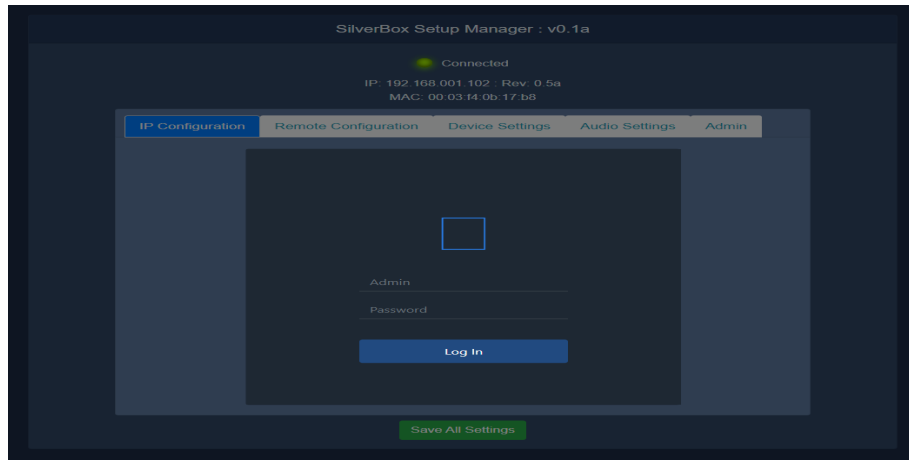 SilverBox Setup Manager : v0.1a
Connected
IP: 192.168.001.102 : Rev: 0.5a
MAC: 00:03:f4:0b:17:b8
IP Configuration Remote Configuration Device Settings Audio Settings Admin
Admin
Password
Log In
Save All Settings